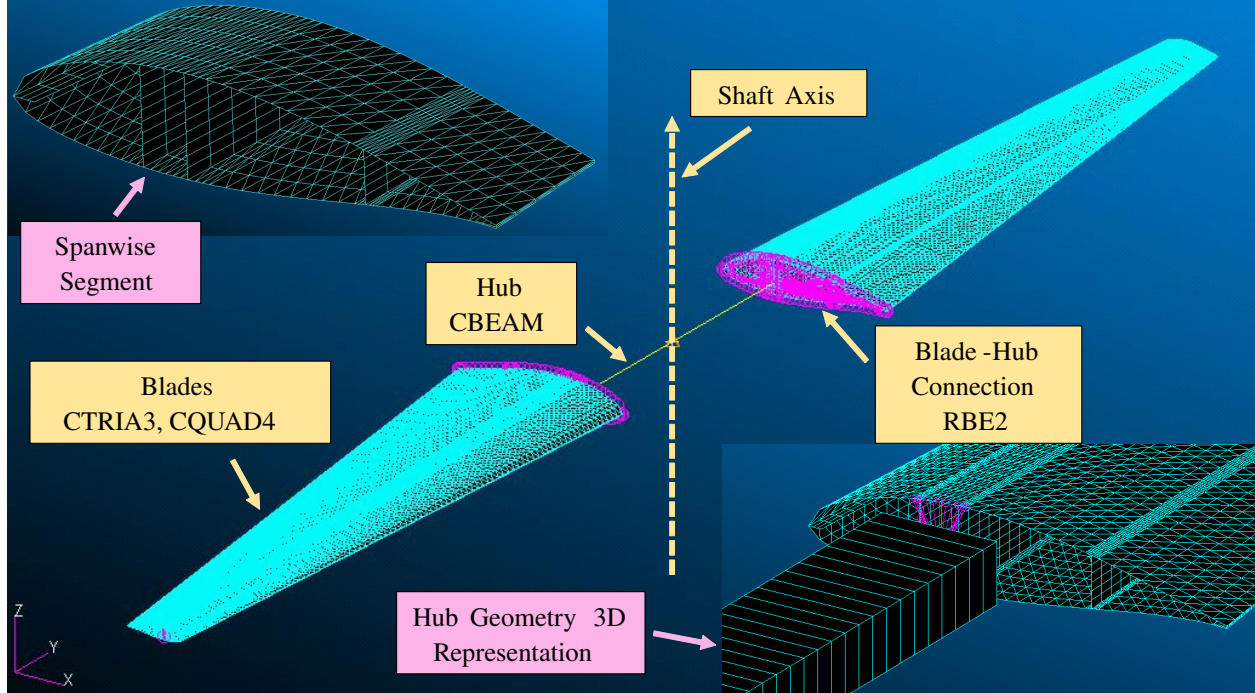 Shaft Axis
Spanwise
Segment
Hub
CBEAM
Blade -Hub
Connection
RBE2
Blades
CTRIA3, CQUAD4
Hub Geometry 3D
Representation
Z
Y
X